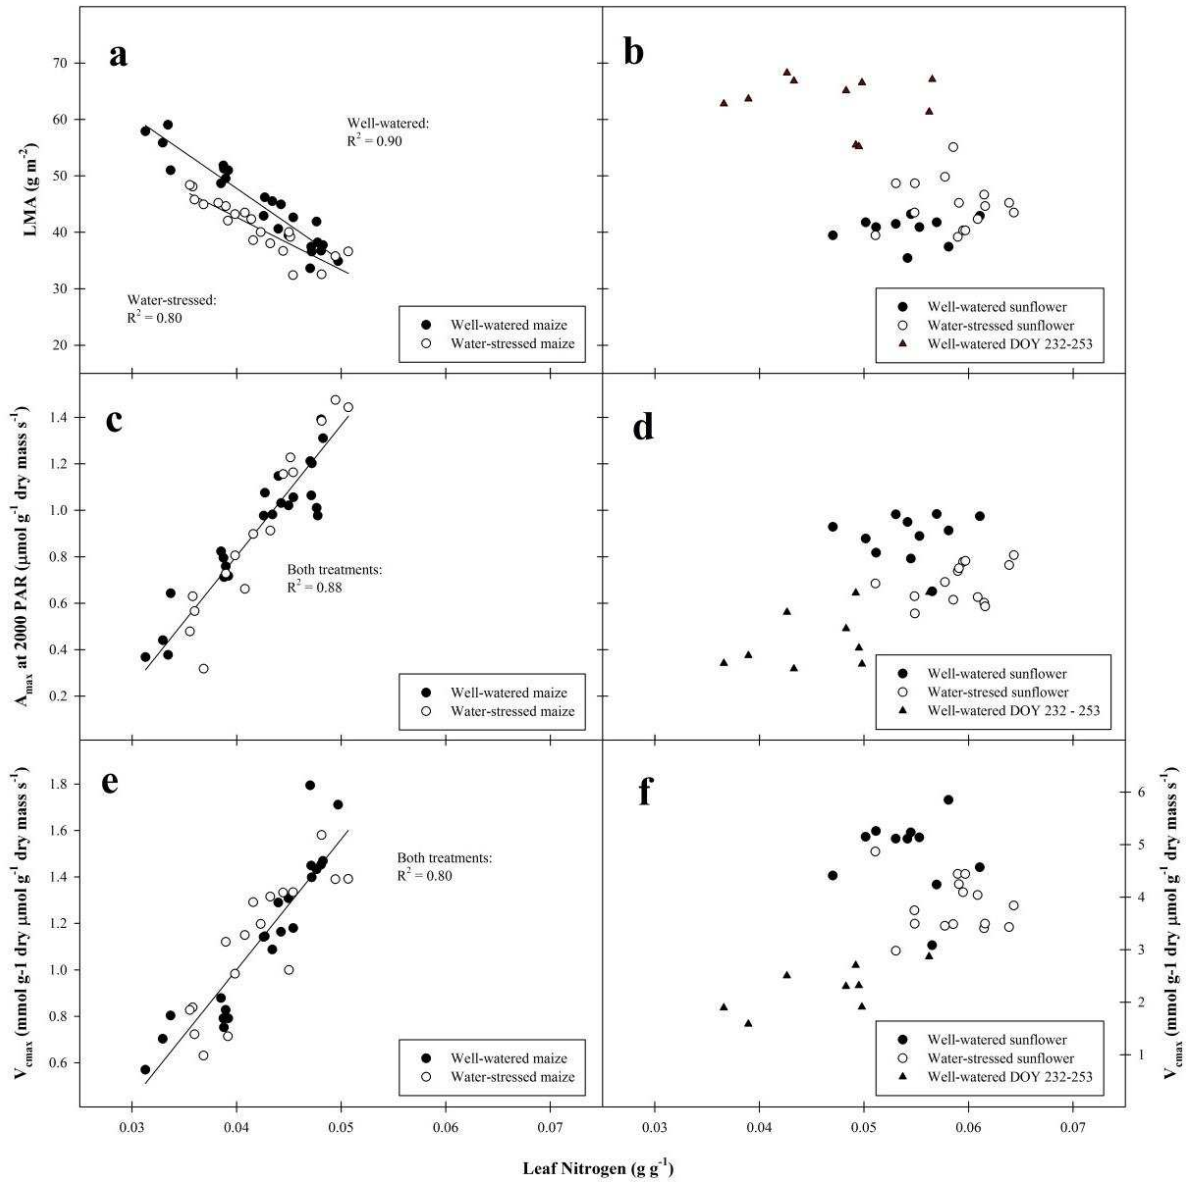 a
b
70
60
50
40
30
20
LMA (g m⁻²)
Well-watered:
R² = 0.90
Water-stressed:
R² = 0.80
Well-watered maize
Water-stressed maize
Well-watered sunflower
Water-stressed sunflower
Well-watered DOY 232-253
c
d
1.4
1.2
1.0
0.8
0.6
0.4
0.2
Amax at 2000 PAR (μmol g⁻¹ dry mass s⁻¹)
Both treatments:
R² = 0.88
Well-watered maize
Water-stressed maize
Well-watered sunflower
Water-stresed sunflower
Well-watered DOY 232 - 253
e
f
1.8
1.6
1.4
1.2
1.0
0.8
0.6
Vcmax (mmol g-1 dry μmol g⁻¹ dry mass s⁻¹)
Both treatments:
R² = 0.80
Well-watered maize
Water-stressed maize
Well-watered sunflower
Water-stressed sunflower
Well-watered DOY 232-253
6
5
4
3
2
1
Vcmax (mmol g-1 dry μmol g⁻¹ dry mass s⁻¹)
0.03 0.04 0.05 0.06 0.07
0.03 0.04 0.05 0.06 0.07
Leaf Nitrogen (g g⁻¹)